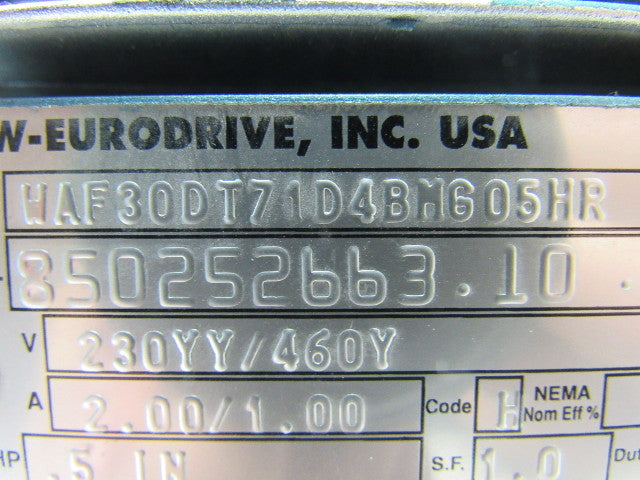 W-EURODRIVE, INC. USA
WAF30DT71D4BMG05HR
850252663.10.
V 230YY/460Y
A 2.00/1.00 Code H NEMA Nom Eff %
HP .5 IN S.F. 1.0 Dut